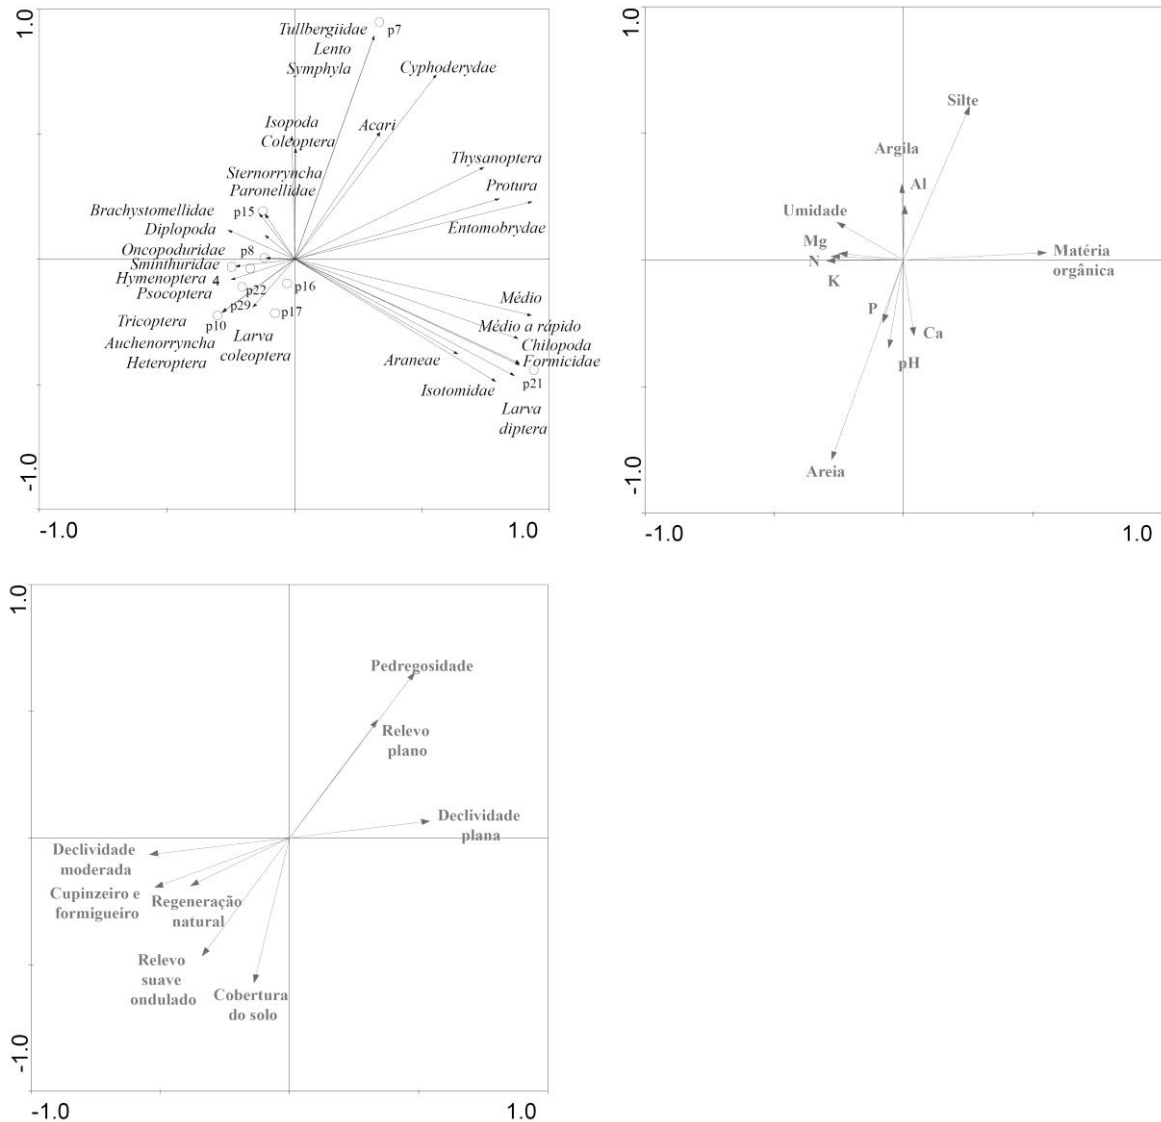 1.0
Tullbergiidae
p7
Lento
Symphyla
Cyphoderydae
Isopoda
Acari
Coleoptera
Thysanoptera
Sternorryncha
Protura
Paronellidae
Brachystomellidae
p15
Diplopoda
Entomobrydae
Oncopoduridae
p8
Sminthuridae
Hymenoptera
4
p22
p16
Psocoptera
Médio
p29
p17
Tricoptera
p10
Médio a rápido
Larva
coleoptera
Auchenorryncha
Chilopoda
Heteroptera
Araneae
Formicidae
p21
Isotomidae
Larva
diptera
-1.0
-1.0
1.0
1.0
Silte
Argila
Al
Umidade
Mg
N
K
Matéria
orgânica
P
Ca
pH
Areia
-1.0
-1.0
1.0
1.0
Pedregosidade
Relevo
plano
Declividade
plana
Declividade
moderada
Cupinzeiro e
formigueiro
Regeneração
natural
Relevo
suave
ondulado
Cobertura
do solo
-1.0
-1.0
1.0